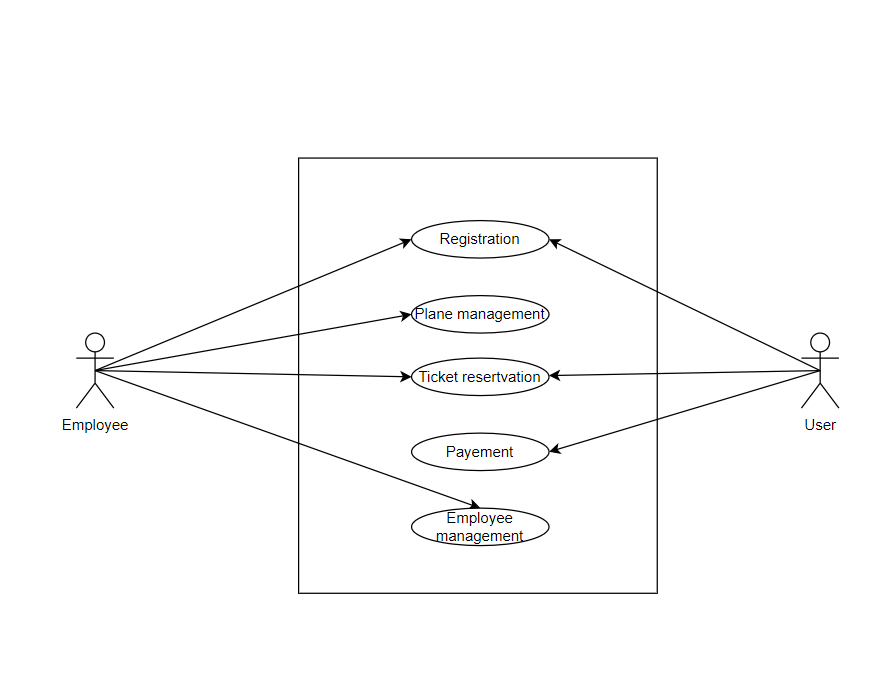 Registration
Plane management
Ticket resertvation
Employee
User
Payement
Employee
management